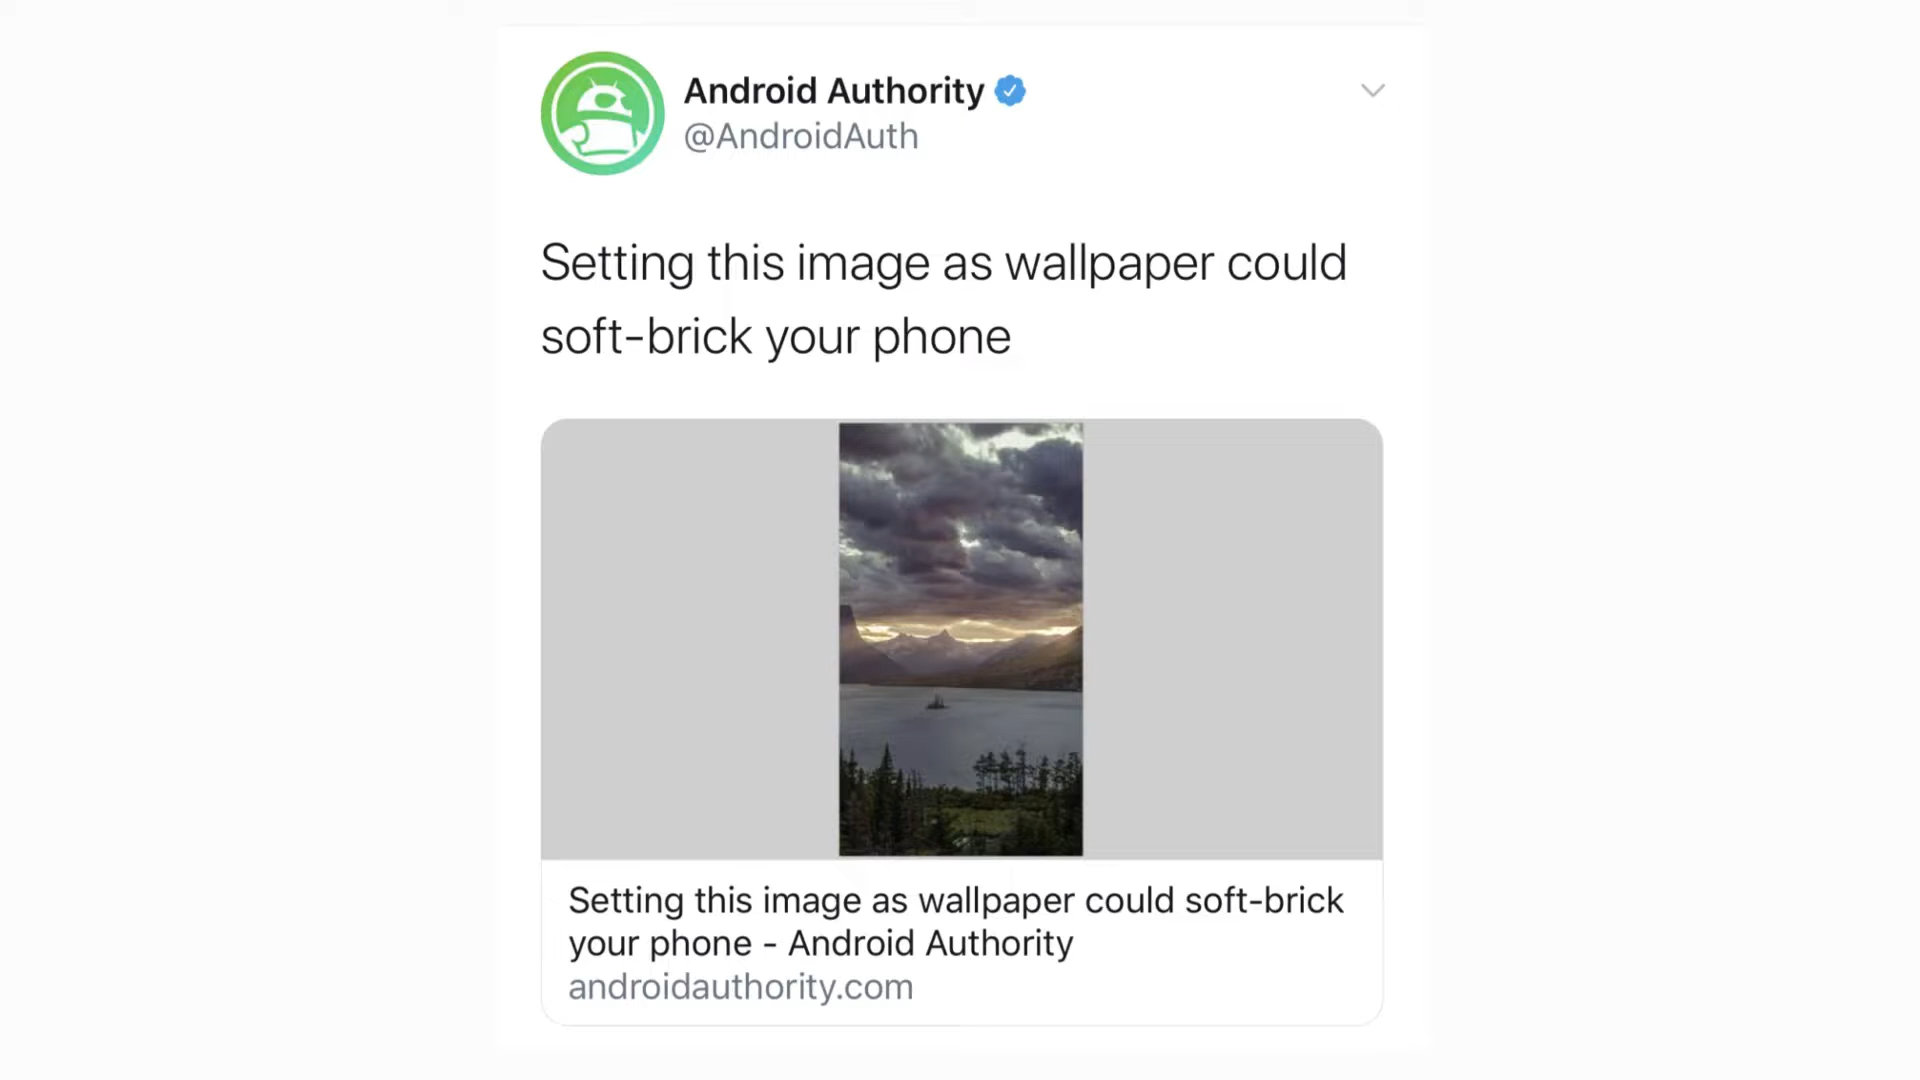 Android Authority
@AndroidAuth
Setting this image as wallpaper could
soft-brick your phone
Setting this image as wallpaper could soft-brick
your phone - Android Authority
androidauthority.com